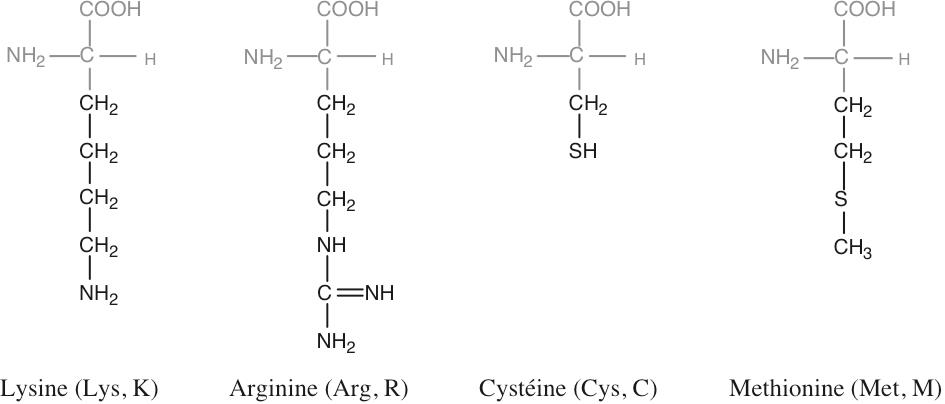 COOH COOH COOH COOH
NH2 C H NH2 C H NH2 C H NH2 C H
CH2 CH2 CH2 CH2
CH2 CH2 SH CH2
CH2 CH2 S
CH2 NH CH3
NH2 C NH
NH2
Lysine (Lys, K) Arginine (Arg, R) Cystéine (Cys, C) Methionine (Met, M)